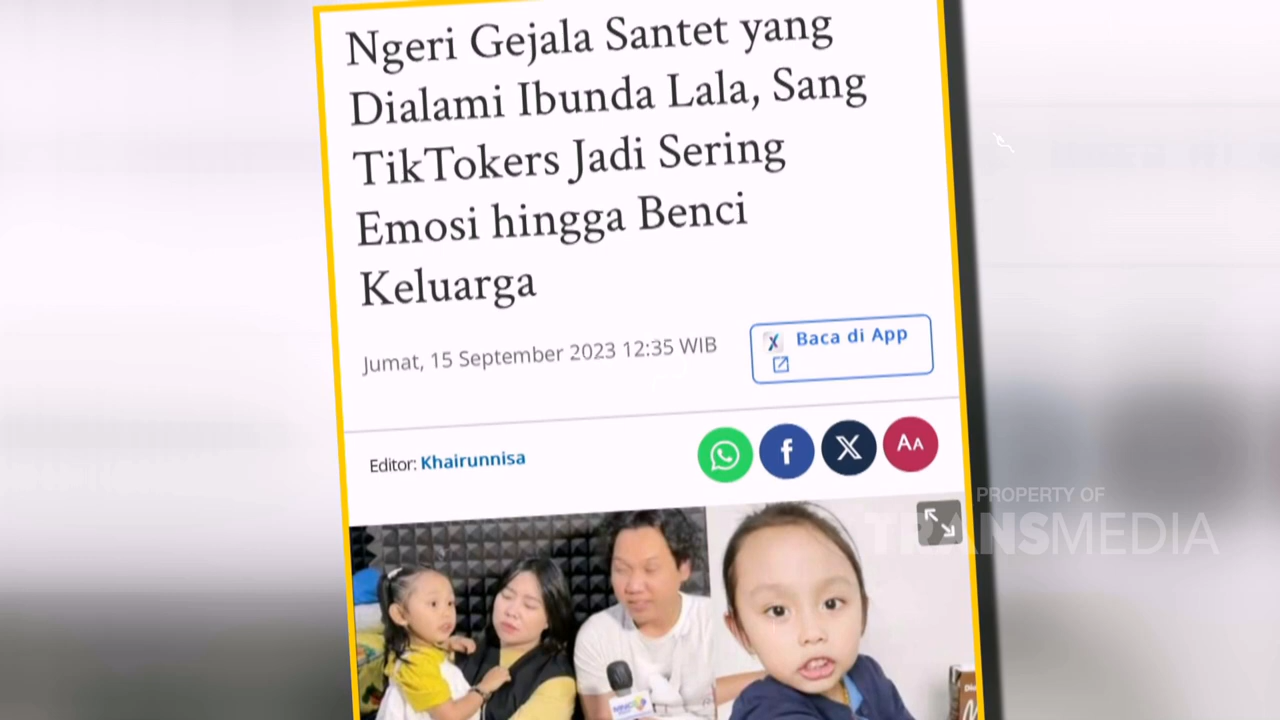 Ngeri Gejala Santet yang
Dialami Ibunda Lala, Sang
TikTokers Jadi Sering
Emosi hingga Benci
Keluarga
Jumat, 15 September 2023 12:35 WIB
Baca di App
Editor: Khairunnisa
AA
PROPERTY OF
TRANSMEDIA